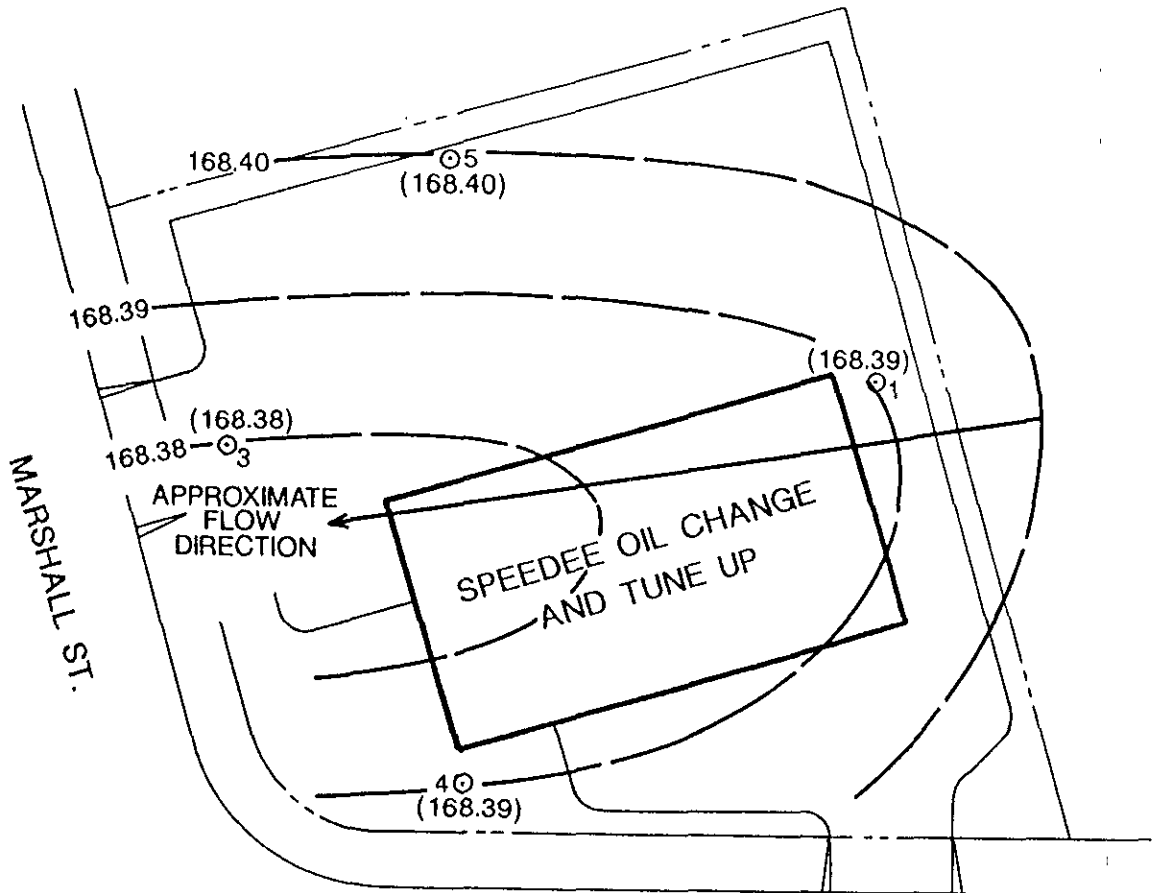 168.40
5
(168.40)
168.39
(168.39)
1
(168.38)
168.38
3
APPROXIMATE
FLOW
DIRECTION
MARSHALL ST.
SPEEDEE OIL CHANGE
AND TUNE UP
4
(168.39)